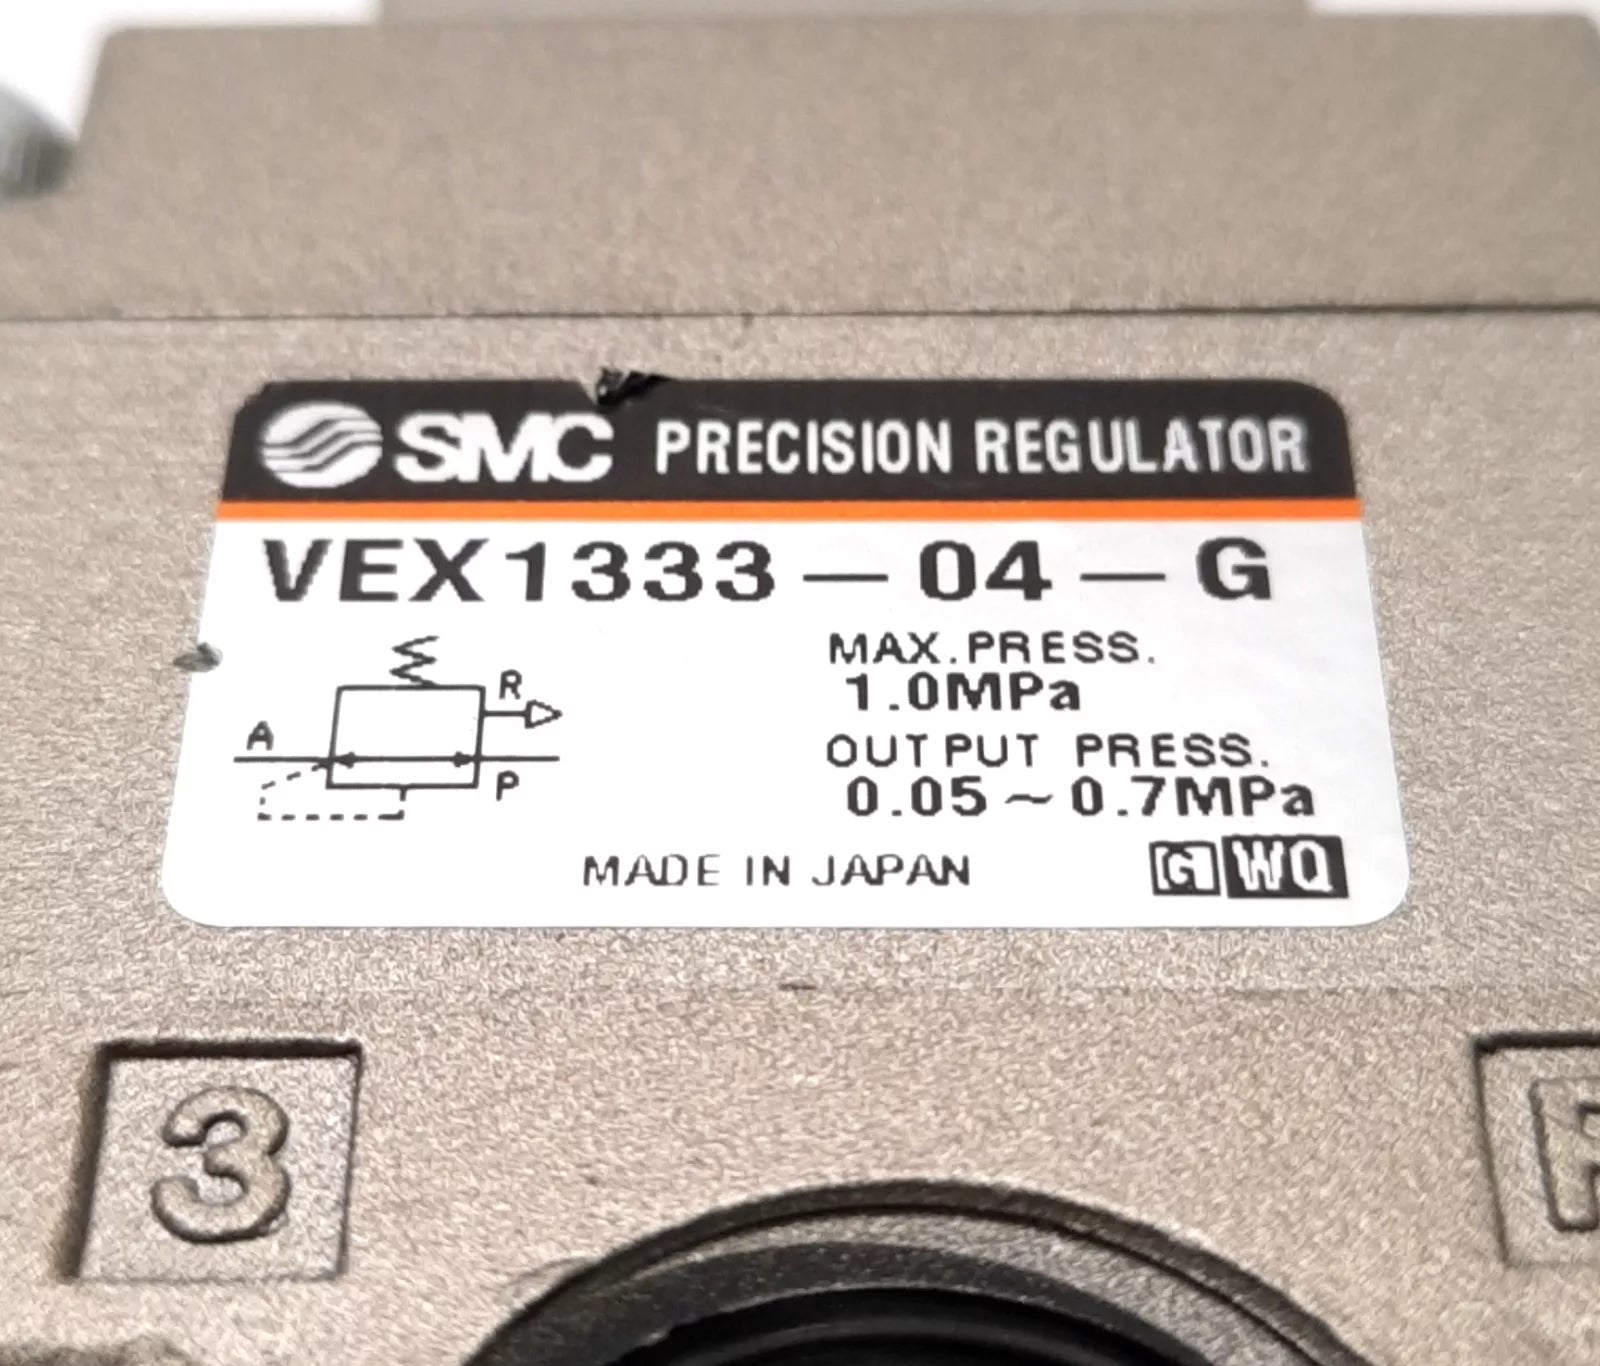 SMC PRECISION REGULATOR
VEX1333-04-G
MAX.PRESS.
1.0MPa
R
A
OUTPUT PRESS.
P
0.05~0.7MPa
MADE IN JAPAN
G WQ
3